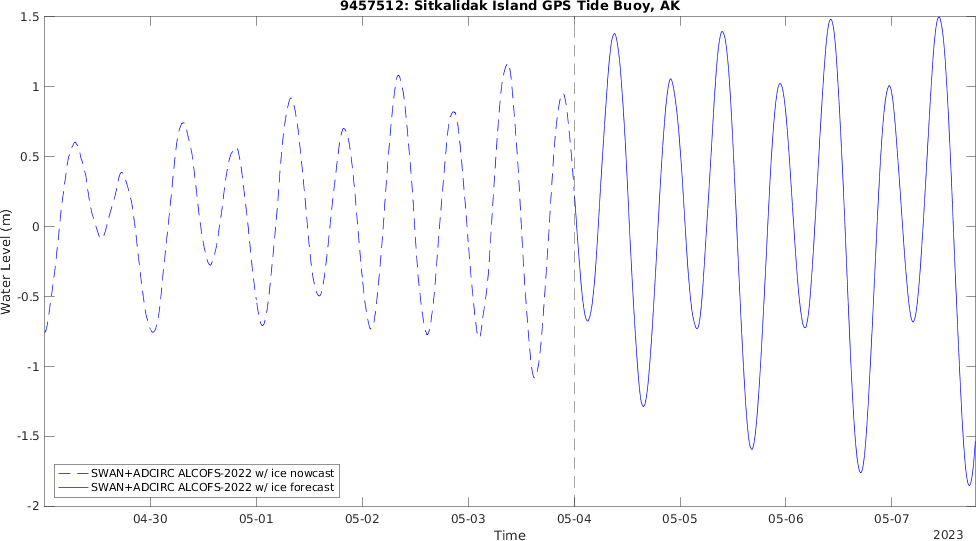 9457512: Sitkalidak Island GPS Tide Buoy, AK
Water Level (m)
1.5
1
0.5
0
-0.5
-1
-1.5
-2
SWAN+ADCIRC ALCOFS-2022 w/ ice nowcast
SWAN+ADCIRC ALCOFS-2022 w/ ice forecast
04-30 05-01 05-02 05-03 05-04 05-05 05-06 05-07
Time
2023